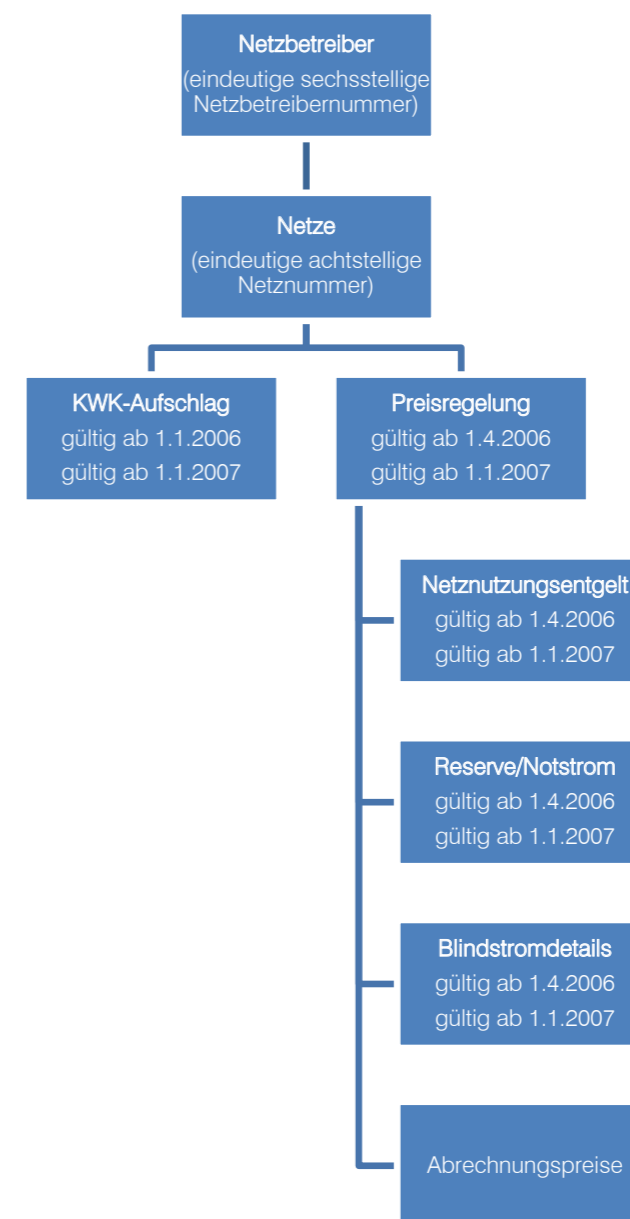 Netzbetreiber
(eindeutige sechsstellige
Netzbetreibernummer)
Netze
(eindeutige achtstellige
Netznummer)
KWK-Aufschlag
gültig ab 1.1.2006
gültig ab 1.1.2007
Preisregelung
gültig ab 1.4.2006
gültig ab 1.1.2007
Netznutzungsentgelt
gültig ab 1.4.2006
gültig ab 1.1.2007
Reserve/Notstrom
gültig ab 1.4.2006
gültig ab 1.1.2007
Blindstromdetails
gültig ab 1.4.2006
gültig ab 1.1.2007
Abrechnungspreise